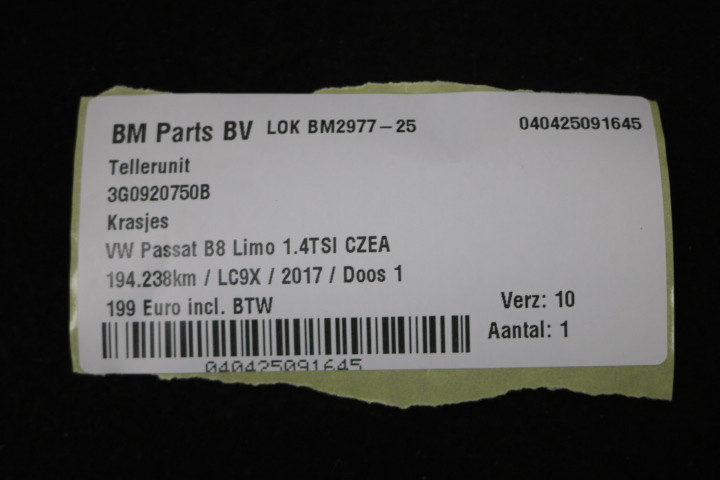 BM Parts BV LOK BM2977-25 040425091645
Tellerunit
3G0920750B
Krasjes
VW Passat B8 Limo 1.4TSI CZEA
194.238km / LC9X / 2017 / Doos 1
199 Euro incl. BTW Verz: 10
Aantal: 1
040425091645